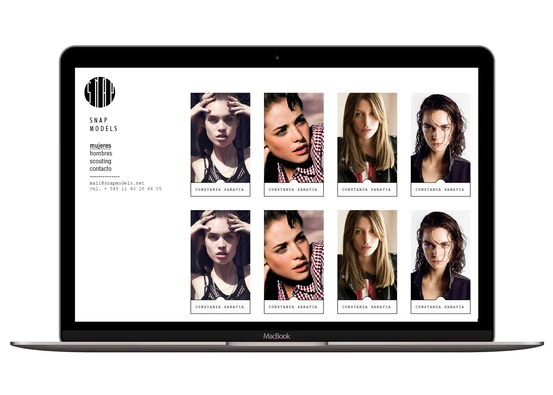 SNAP
SNAP
MODELS
mujeres
hombres
scouting
contacto
--------------
mail@snapmodels.net
Cel. + 549 11 40 26 66 05
CONSTANZA SARAVIA
CONSTANZA SARAVIA
CONSTANZA SARAVIA
CONSTANZA SARAVIA
CONSTANZA SARAVIA
CONSTANZA SARAVIA
CONSTANZA SARAVIA
CONSTANZA SARAVIA
MacBook